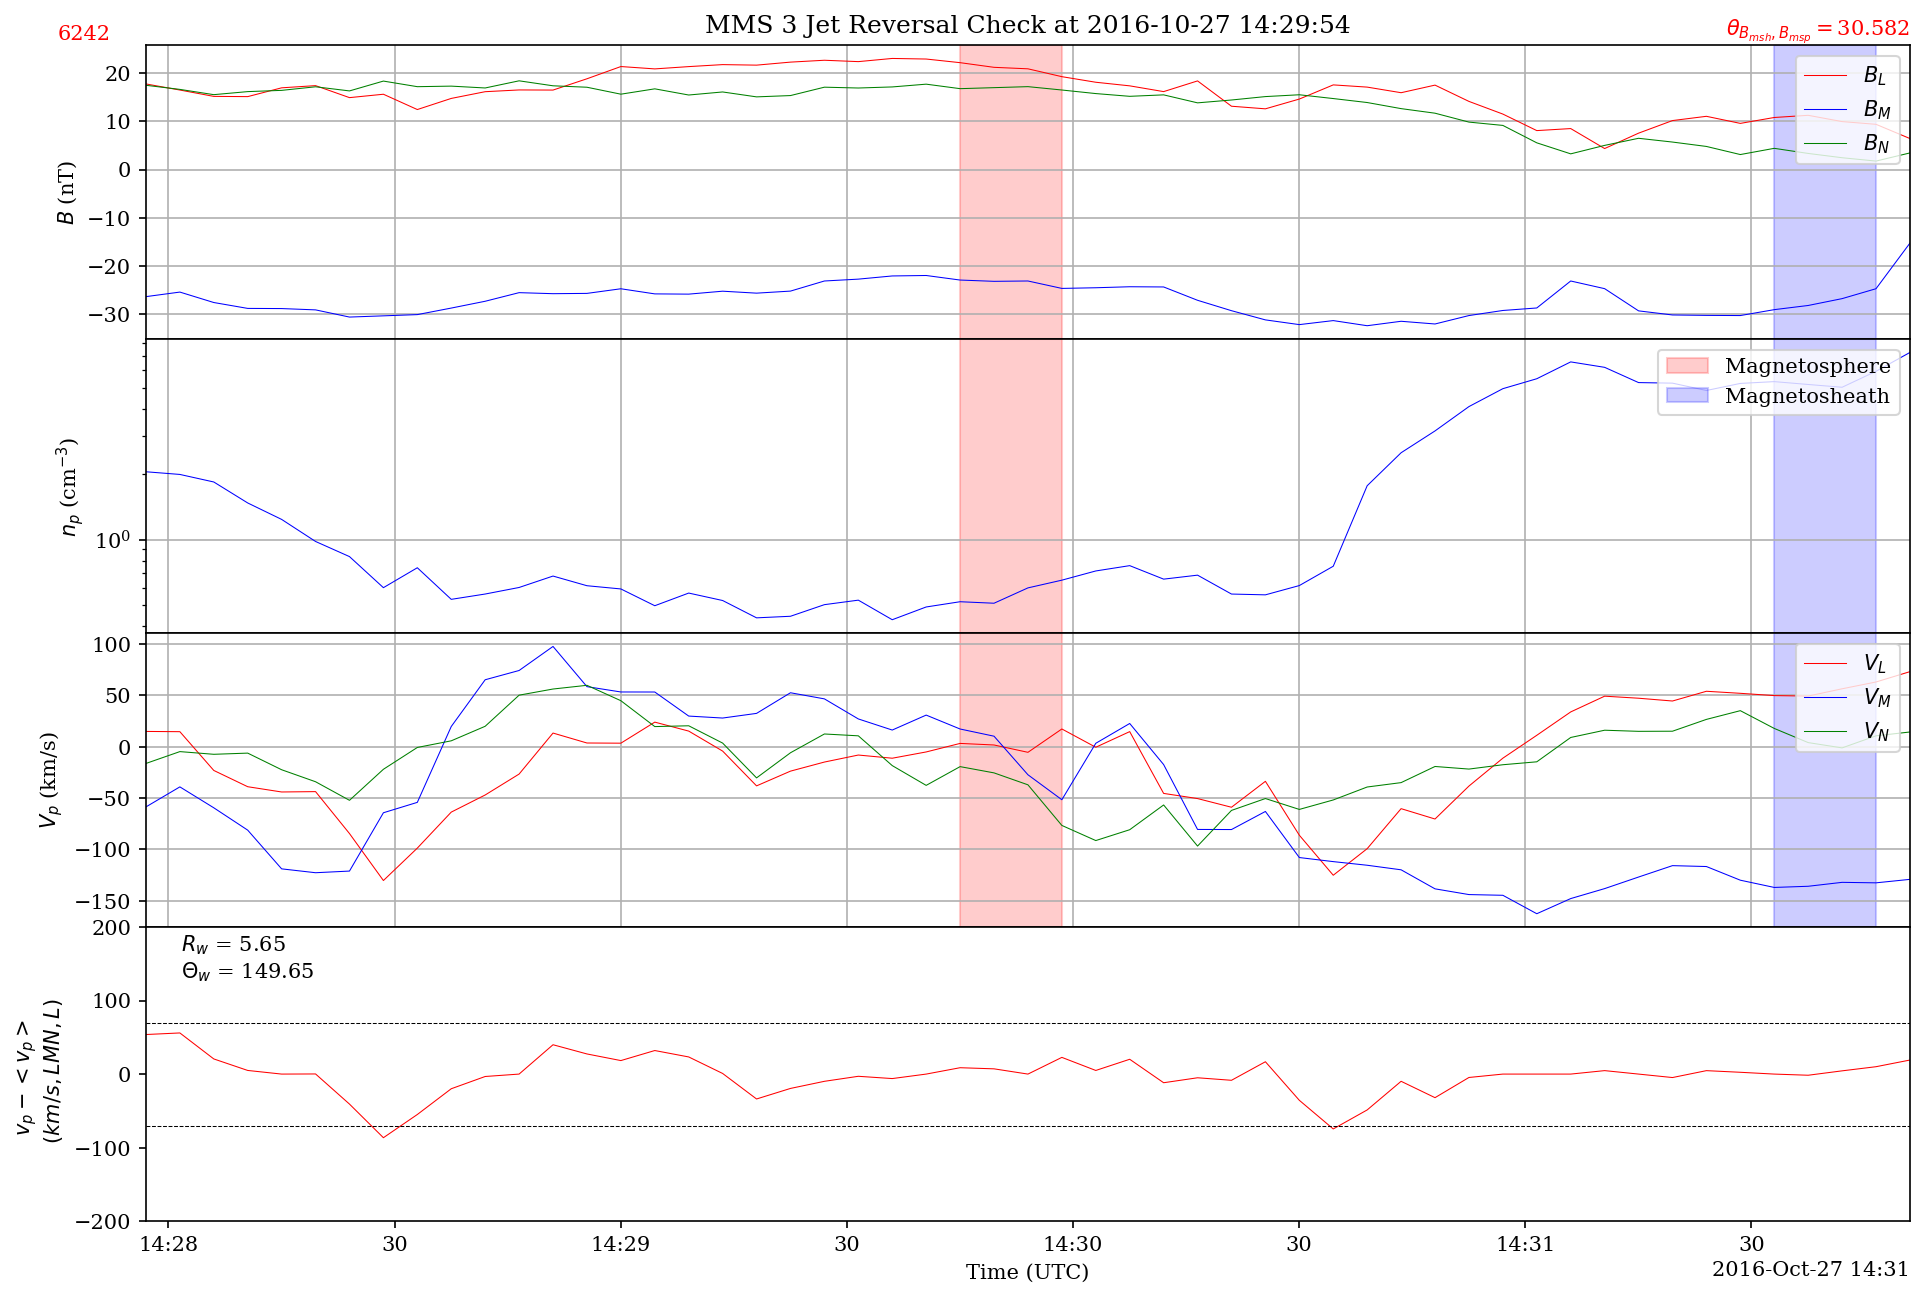 6242
MMS 3 Jet Reversal Check at 2016-10-27 14:29:54
θ_{B_{msh}, B_{msp}} = 30.582
B (nT)
20
10
0
−10
−20
−30
B_L
B_M
B_N
n_p (cm^{−3})
10^0
Magnetosphere
Magnetosheath
V_p (km/s)
100
50
0
−50
−100
−150
V_L
V_M
V_N
v_p − < v_p >
(km/s, LMN, L)
200
100
0
−100
−200
R_w = 5.65
Θ_w = 149.65
14:28 30 14:29 30 14:30 30 14:31 30
Time (UTC)
2016-Oct-27 14:31